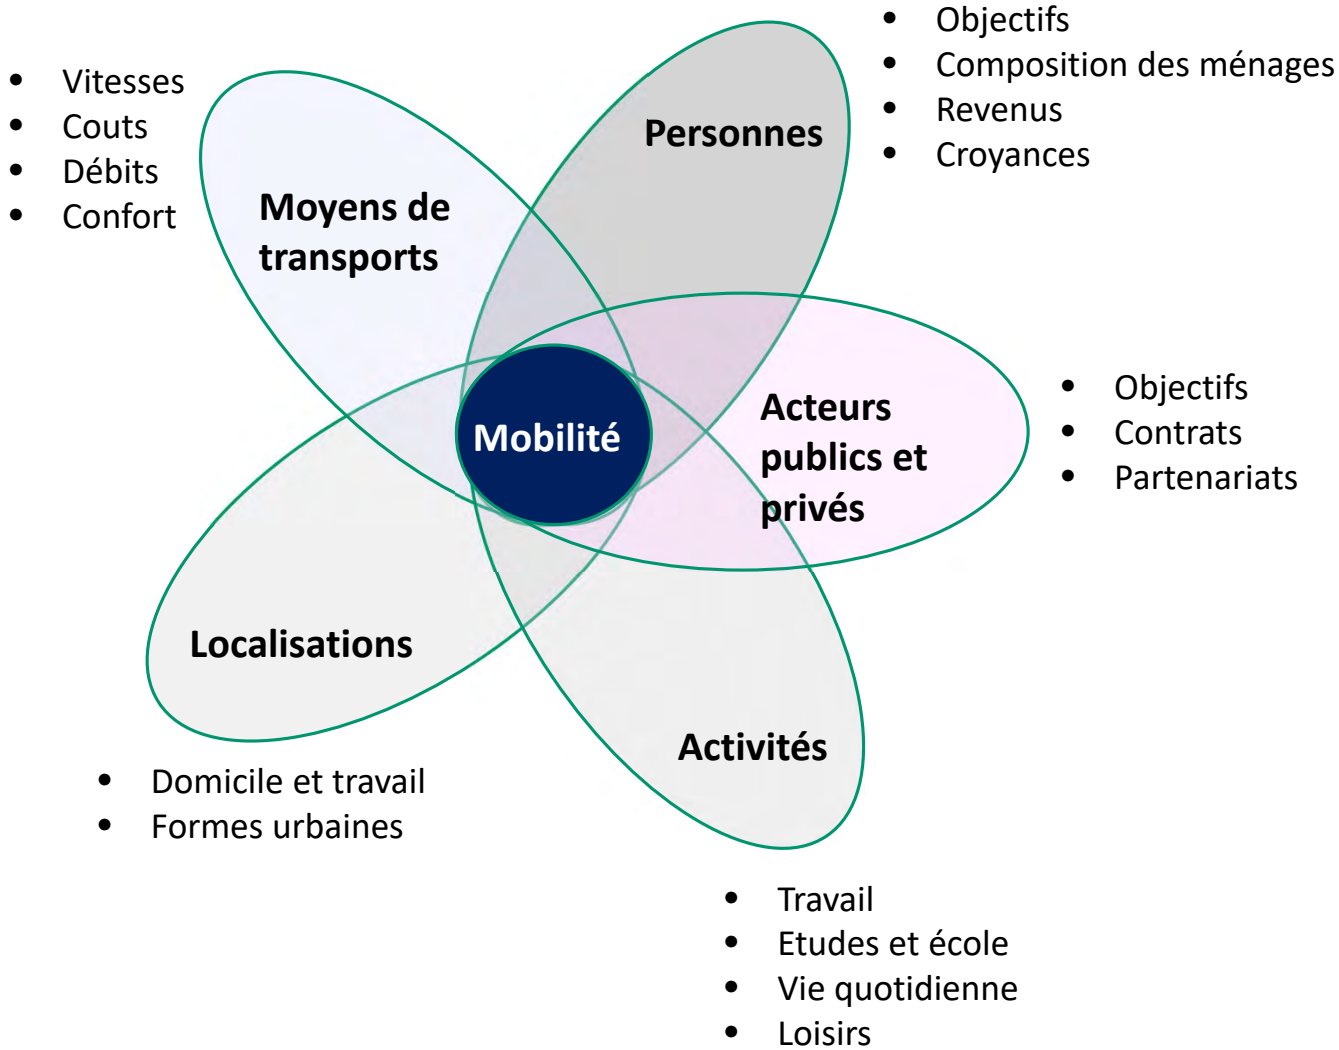 • Objectifs
• Composition des ménages
• Revenus
• Croyances
• Vitesses
• Couts
• Débits
• Confort
Personnes
Moyens de
transports
Acteurs
publics et
privés
• Objectifs
• Contrats
• Partenariats
Mobilité
Localisations
Activités
• Domicile et travail
• Formes urbaines
• Travail
• Etudes et école
• Vie quotidienne
• Loisirs